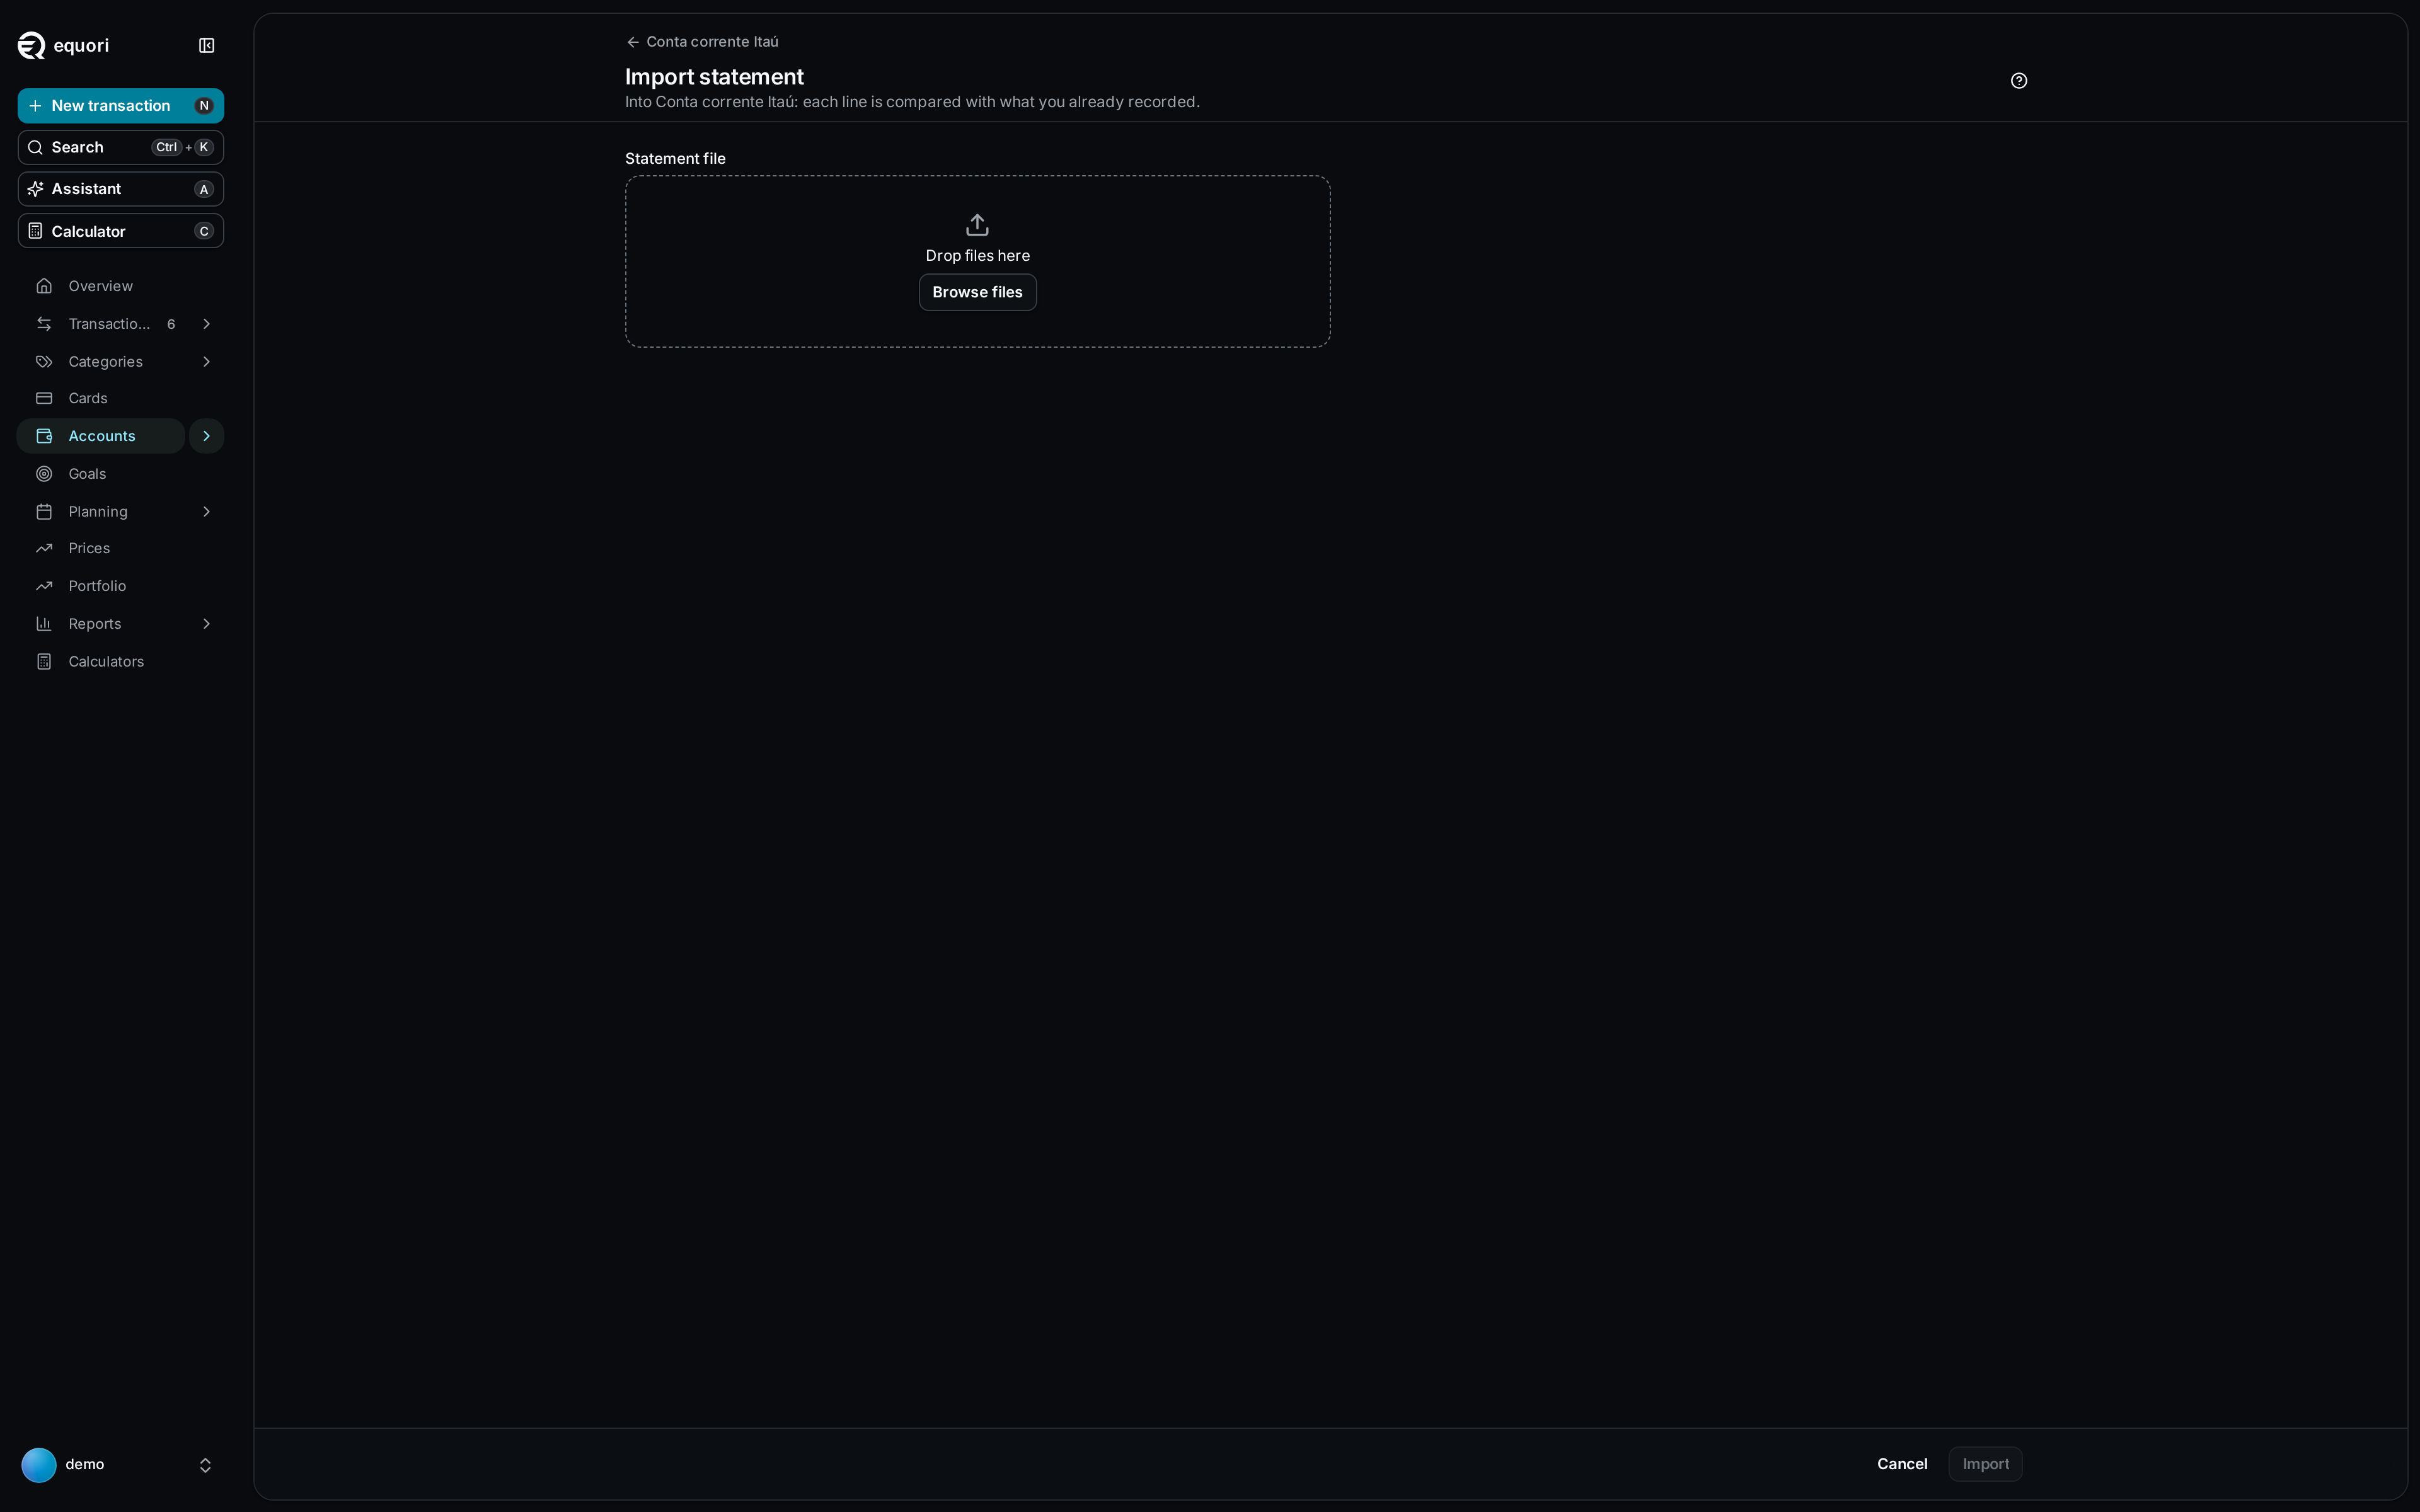 equori
New transaction N
Search Ctrl + K
Assistant A
Calculator C
Overview
Transactio... 6
Categories
Cards
Accounts
Goals
Planning
Prices
Portfolio
Reports
Calculators
demo
Conta corrente Itaú
Import statement
Into Conta corrente Itaú: each line is compared with what you already recorded.
Statement file
Drop files here
Browse files
Cancel
Import